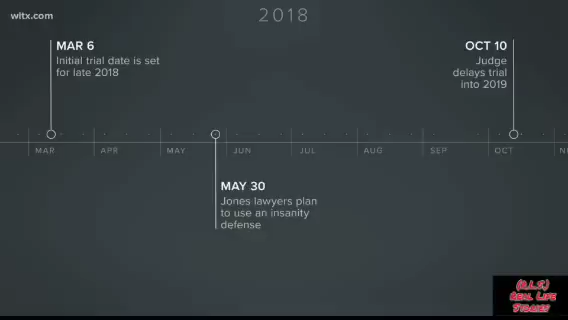 wltx.com
2018
MAR 6
Initial trial date is set
for late 2018
OCT 10
Judge
delays trial
into 2019
MAR
APR
MAY
JUN
JUL
AUG
SEP
OCT
MAY 30
Jones lawyers plan
to use an insanity
defense
(R.L.S)
Real Life
Stories